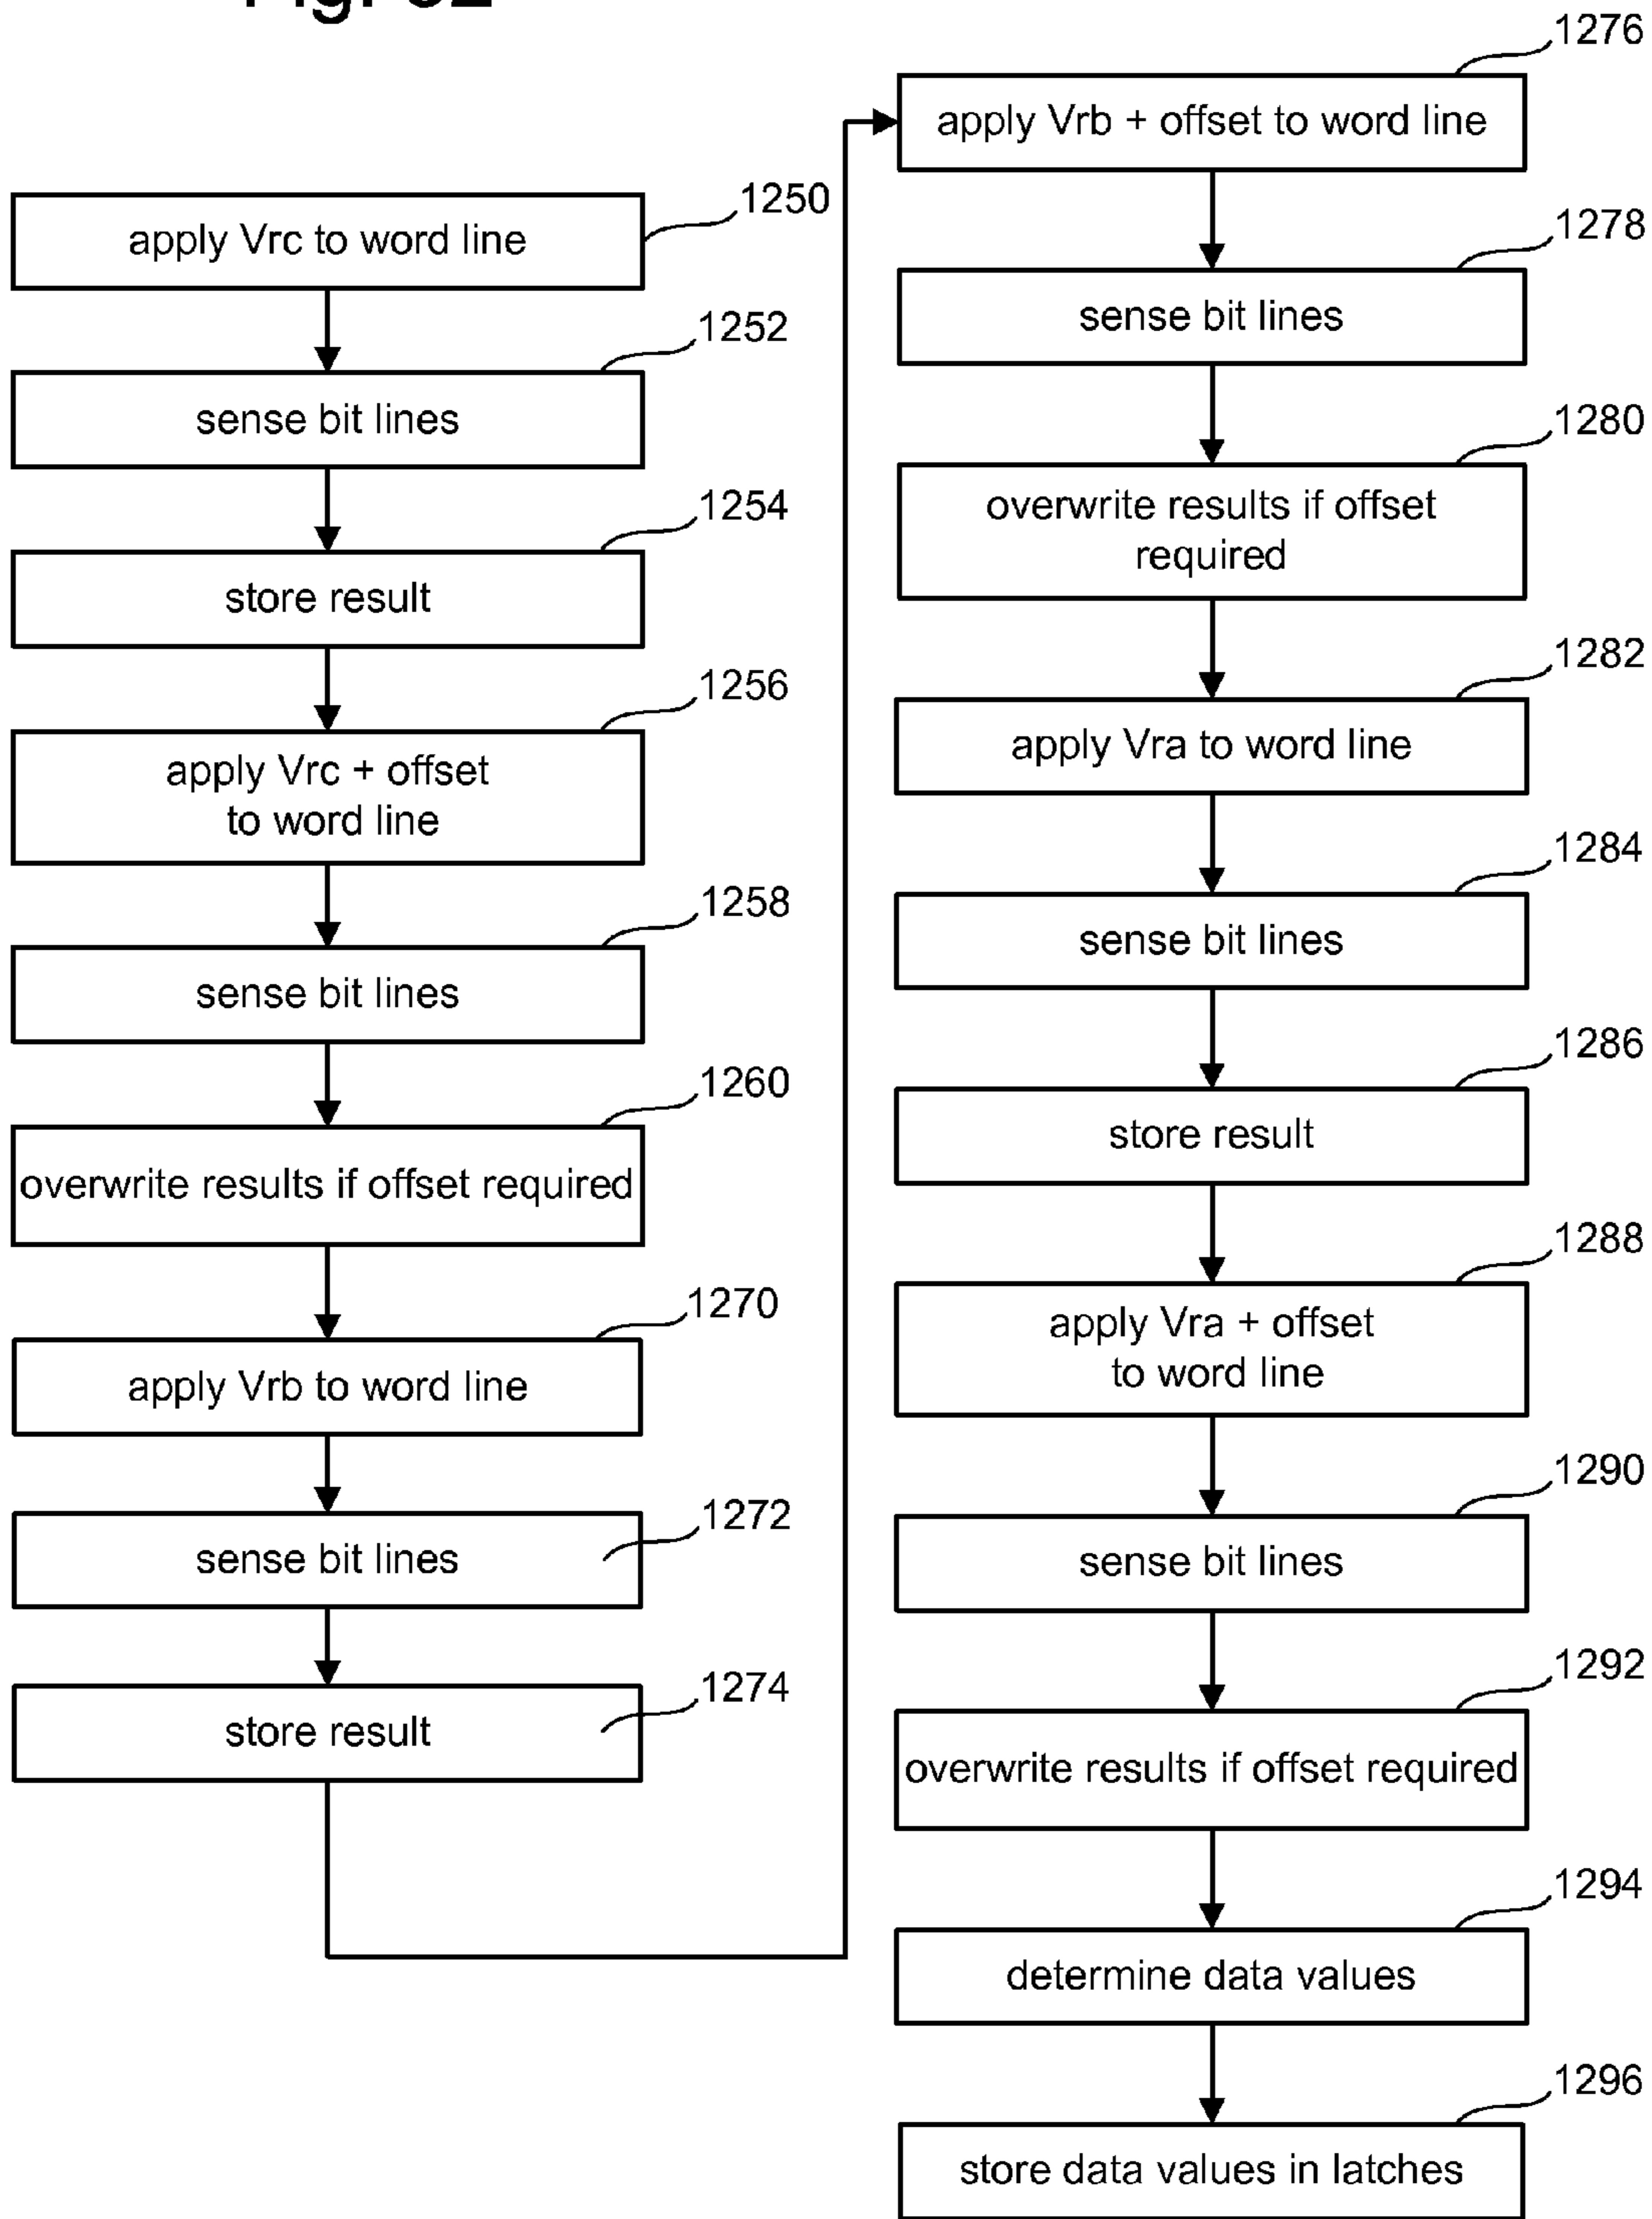 1250
apply Vrc to word line
1252
sense bit lines
1254
store result
1256
apply Vrc + offset
to word line
1258
sense bit lines
1260
overwrite results if offset required
1270
apply Vrb to word line
1272
sense bit lines
1274
store result
1276
apply Vrb + offset to word line
1278
sense bit lines
1280
overwrite results if offset
required
1282
apply Vra to word line
1284
sense bit lines
1286
store result
1288
apply Vra + offset
to word line
1290
sense bit lines
1292
overwrite results if offset required
1294
determine data values
1296
store data values in latches